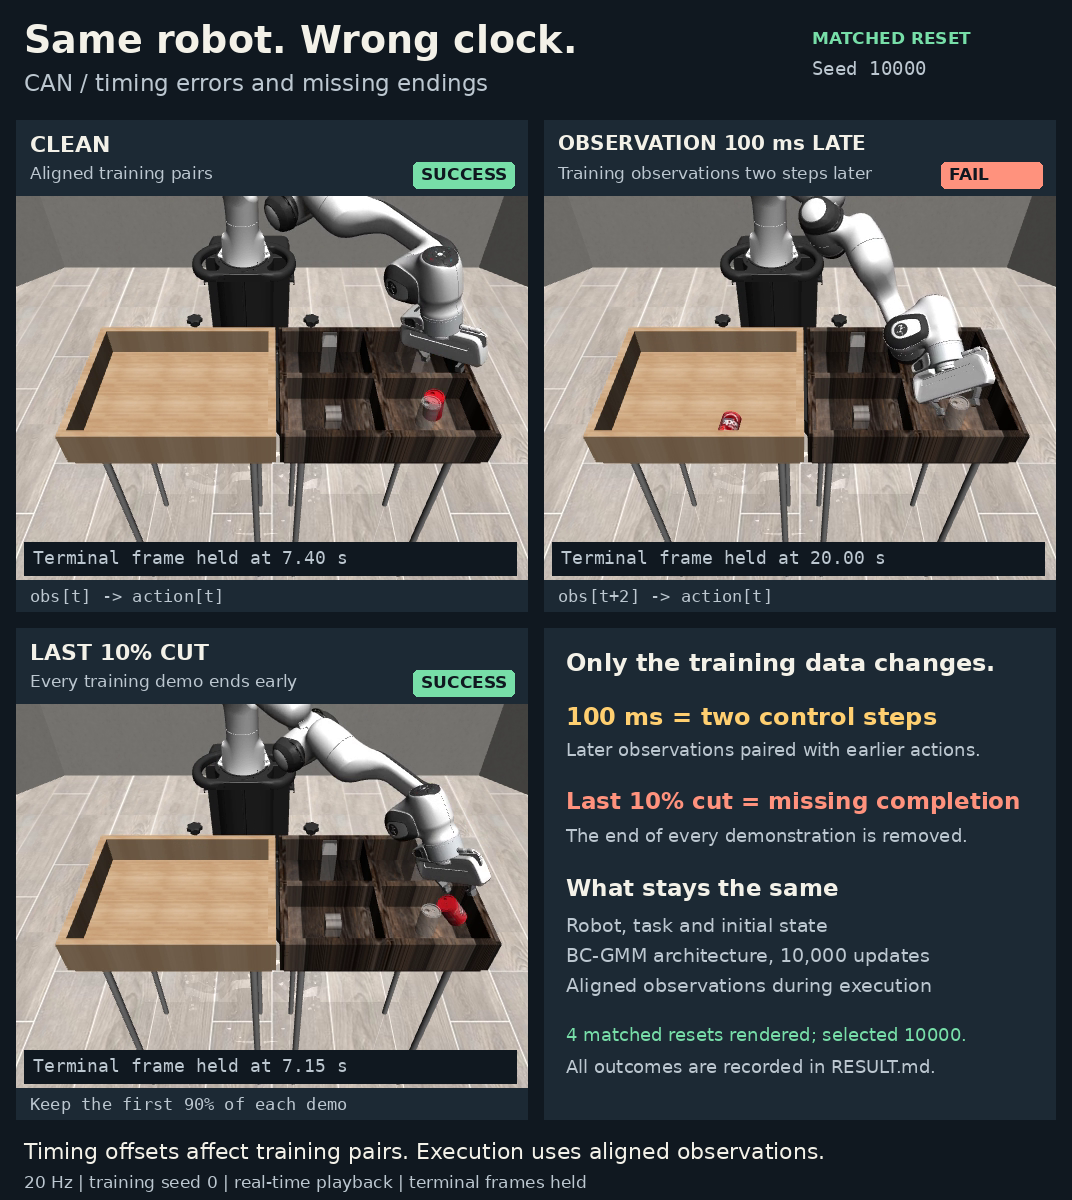 Same robot. Wrong clock.
CAN / timing errors and missing endings
MATCHED RESET
Seed 10000
CLEAN
Aligned training pairs
SUCCESS
Terminal frame held at 7.40 s
obs[t] -> action[t]
OBSERVATION 100 ms LATE
Training observations two steps later
FAIL
Terminal frame held at 20.00 s
obs[t+2] -> action[t]
LAST 10% CUT
Every training demo ends early
SUCCESS
Terminal frame held at 7.15 s
Keep the first 90% of each demo
Only the training data changes.
100 ms = two control steps
Later observations paired with earlier actions.
Last 10% cut = missing completion
The end of every demonstration is removed.
What stays the same
Robot, task and initial state
BC-GMM architecture, 10,000 updates
Aligned observations during execution
4 matched resets rendered; selected 10000.
All outcomes are recorded in RESULT.md.
Timing offsets affect training pairs. Execution uses aligned observations.
20 Hz | training seed 0 | real-time playback | terminal frames held